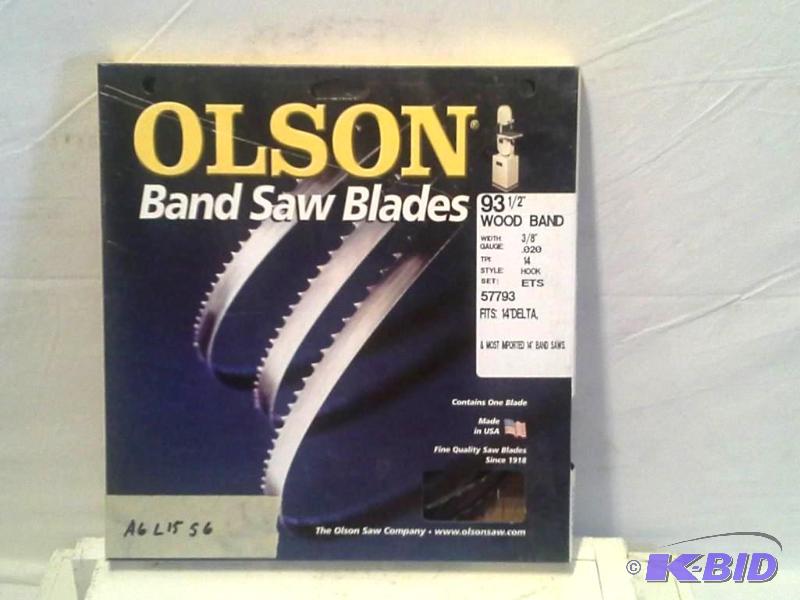 OLSON®
Band Saw Blades
93 1/2"
WOOD BAND
WIDTH: 3/8"
GAUGE: .020
TPI: 14
STYLE: HOOK
SET: ETS
57793
FITS: 14"DELTA,
& MOST IMPORTED 14" BAND SAWS.
Contains One Blade
Made
in USA
Fine Quality Saw Blades
Since 1918
The Olson Saw Company • www.olsonsaw.com
A6 L15 S6
© K-BID